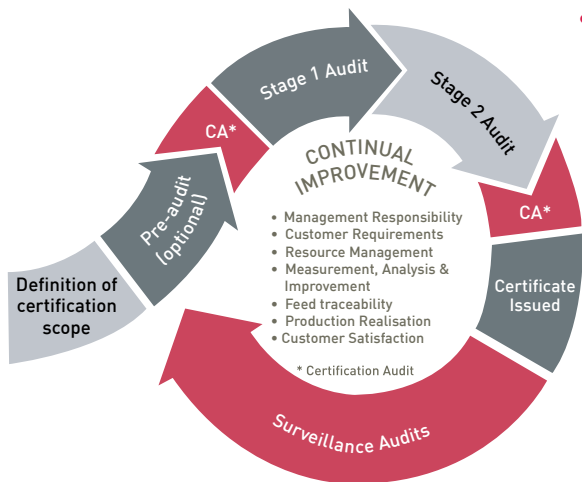 Definition of
certification
scope
Pre-audit
(optional)
CA*
Stage 1 Audit
Stage 2 Audit
CA*
Certificate
Issued
Surveillance Audits
CONTINUAL
IMPROVEMENT
• Management Responsibility
• Customer Requirements
• Resource Management
• Measurement, Analysis &
Improvement
• Feed traceability
• Production Realisation
• Customer Satisfaction
* Certification Audit